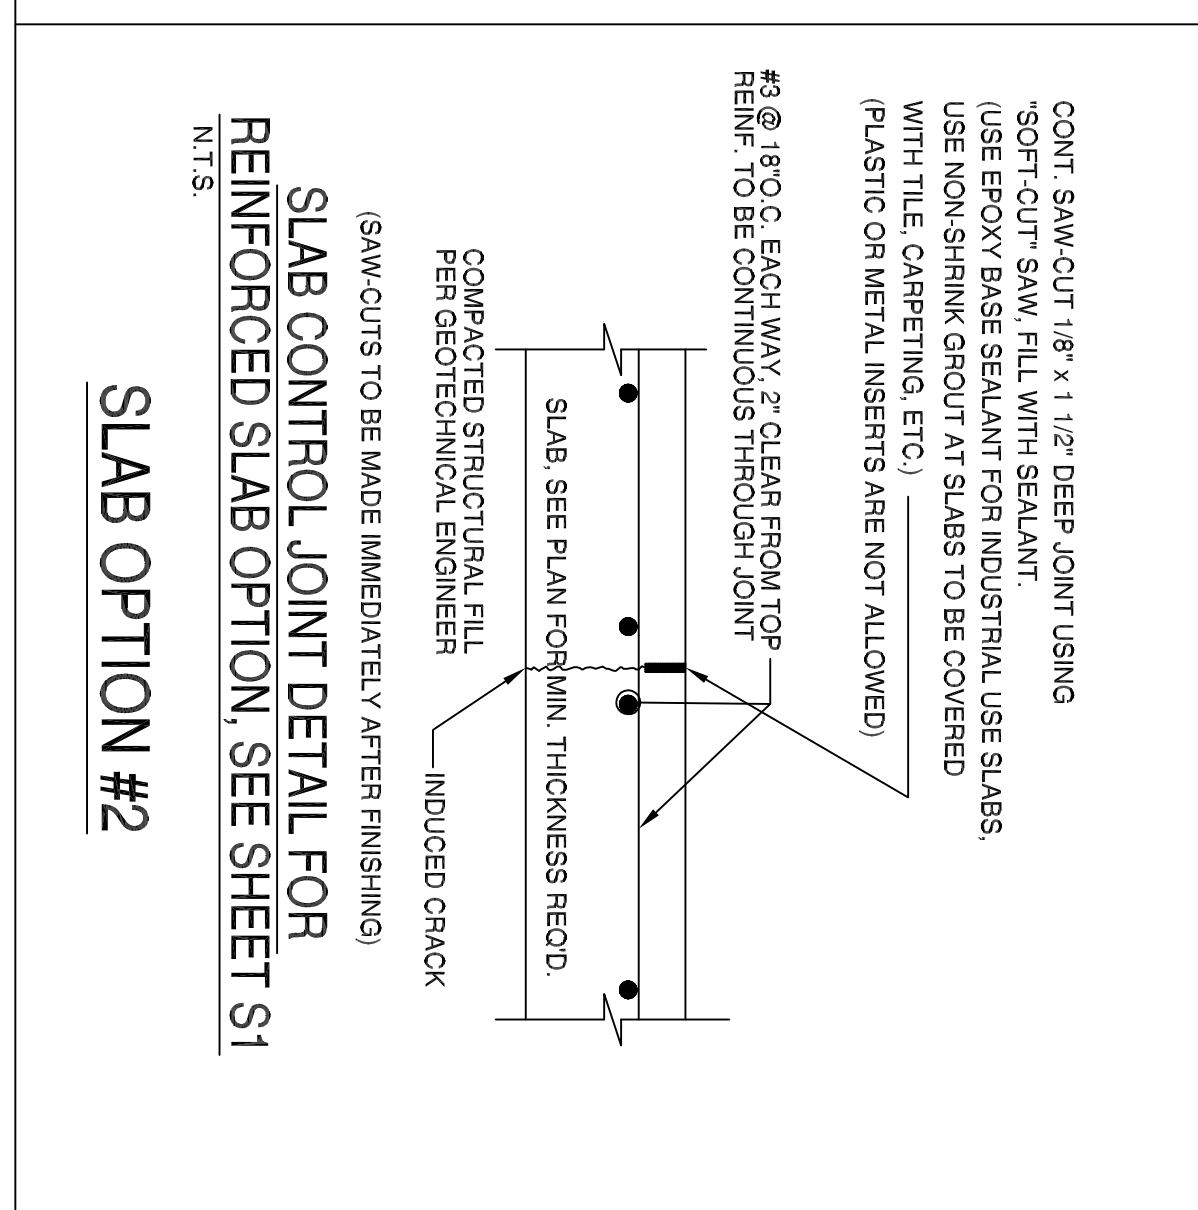 CONT. SAW-CUT 1/8" x 1 1/2" DEEP JOINT USING
"SOFT-CUT" SAW, FILL WITH SEALANT.
(USE EPOXY BASE SEALANT FOR INDUSTRIAL USE SLABS,
USE NON-SHRINK GROUT AT SLABS TO BE COVERED
WITH TILE, CARPETING, ETC.)
(PLASTIC OR METAL INSERTS ARE NOT ALLOWED)
#3 @ 18"O.C. EACH WAY, 2" CLEAR FROM TOP
REINF. TO BE CONTINUOUS THROUGH JOINT
SLAB, SEE PLAN FOR MIN. THICKNESS REQ'D.
COMPACTED STRUCTURAL FILL
PER GEOTECHNICAL ENGINEER
INDUCED CRACK
(SAW-CUTS TO BE MADE IMMEDIATELY AFTER FINISHING)
SLAB CONTROL JOINT DETAIL FOR
REINFORCED SLAB OPTION, SEE SHEET S1
N.T.S.
SLAB OPTION #2